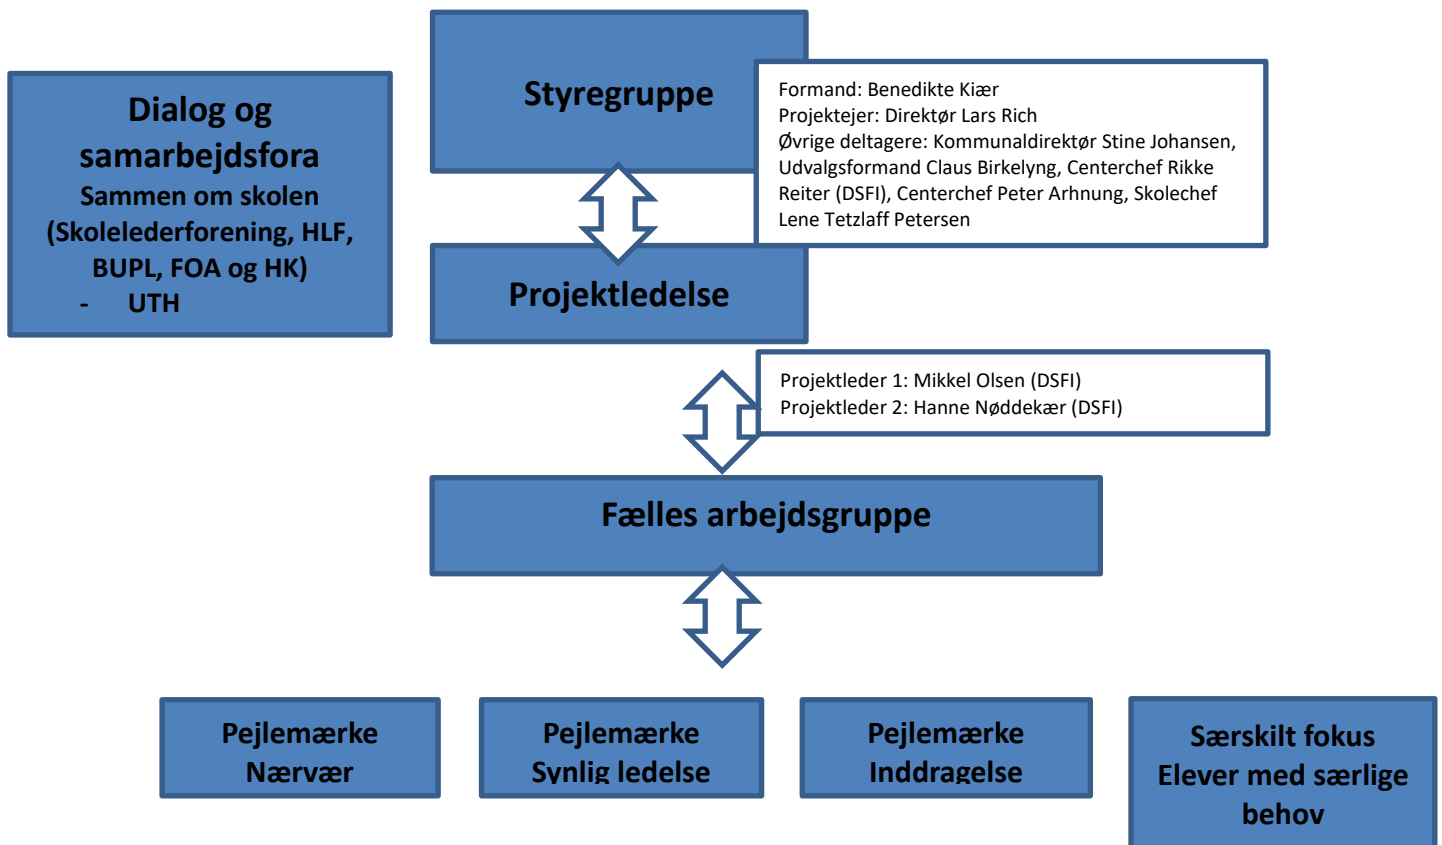 Dialog og
samarbejdsfora
Sammen om skolen
(Skolelederforening, HLF,
BUPL, FOA og HK)
- UTH
Styregruppe
Formand: Benedikte Kiær
Projektejer: Direktør Lars Rich
Øvrige deltagere: Kommunaldirektør Stine Johansen,
Udvalgsformand Claus Birkelyng, Centerchef Rikke
Reiter (DSFI), Centerchef Peter Arhnung, Skolechef
Lene Tetzlaff Petersen
Projektledelse
Projektleder 1: Mikkel Olsen (DSFI)
Projektleder 2: Hanne Nøddekær (DSFI)
Fælles arbejdsgruppe
Pejlemærke
Nærvær
Pejlemærke
Synlig ledelse
Pejlemærke
Inddragelse
Særskilt fokus
Elever med særlige
behov